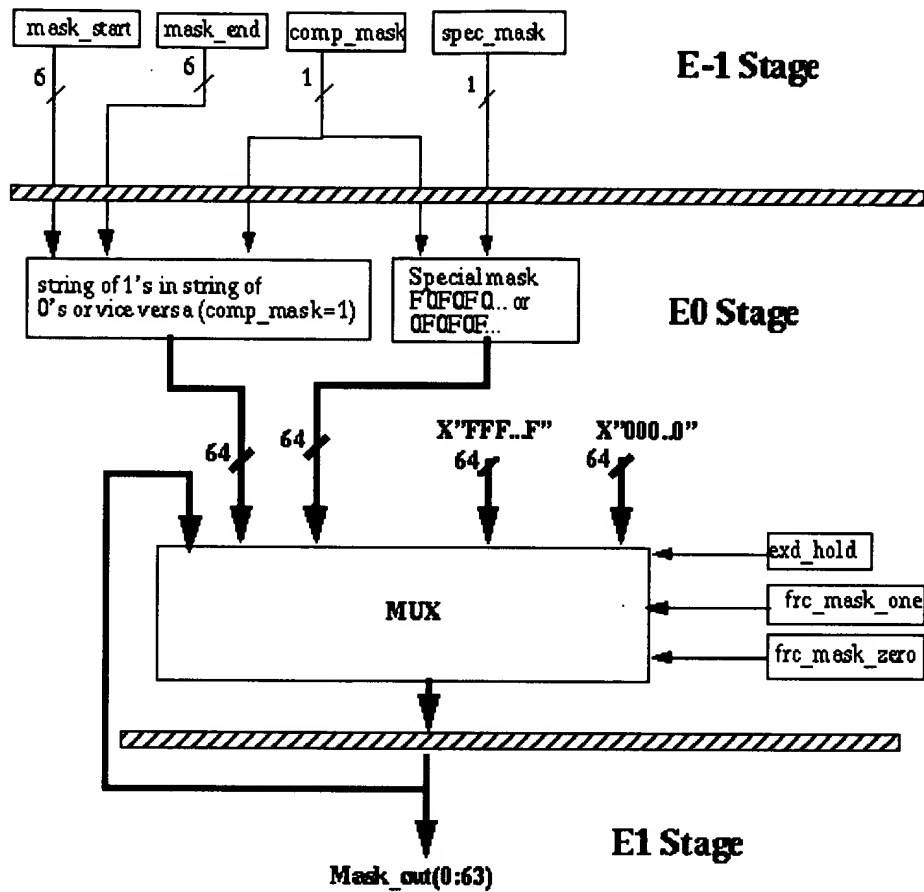 mask_start
mask_end
comp_mask
spec_mask
6
6
1
1
E-1 Stage
string of 1's in string of
0's or vice versa (comp_mask=1)
Special mask
F0F0F0... or
0F0F0F...
E0 Stage
64
64
X"FFF...F"
64
X"000..0"
64
MUX
exd_hold
frc_mask_one
frc_mask_zero
E1 Stage
Mask_out(0:63)